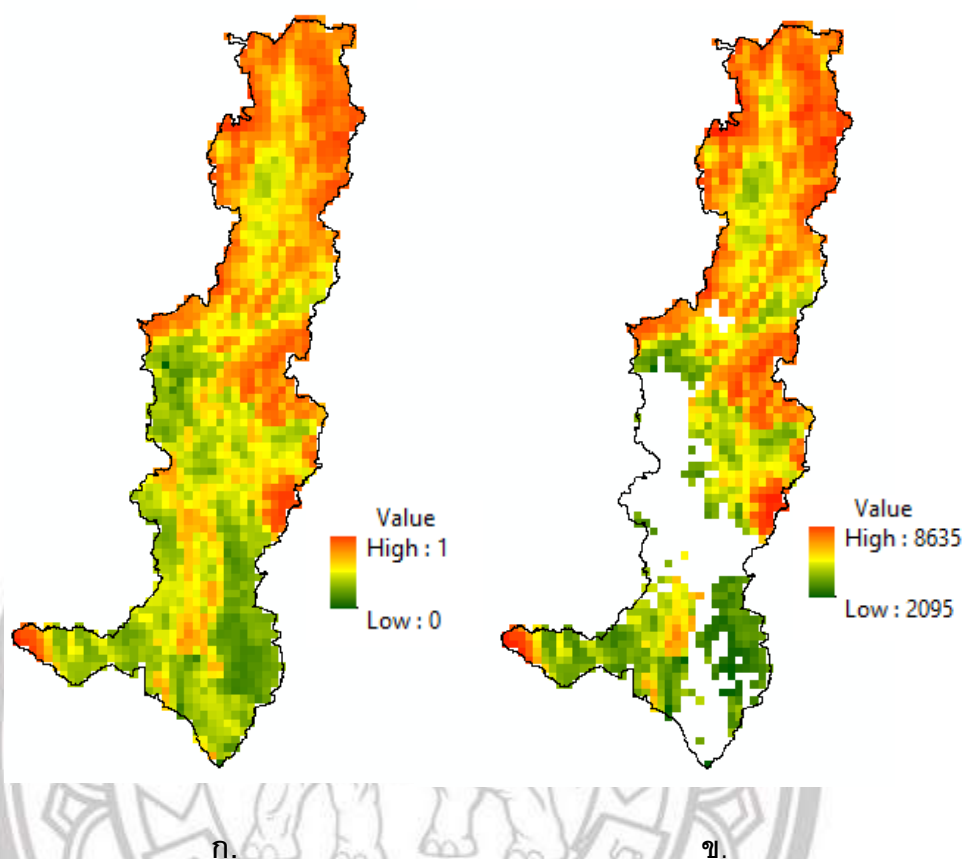 Value
High : 1
Low : 0
Value
High : 8635
Low : 2095
ก.
ข.